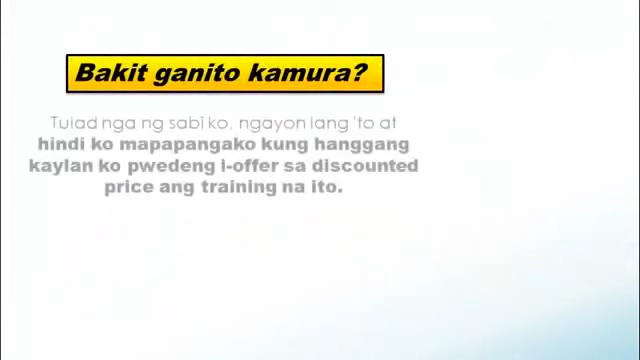 Bakit ganito kamura?
Tulad nga ng sabi ko, ngayon lang 'to at
hindi ko mapapangako kung hanggang
kaylan ko pwedeng i-offer sa discounted
price ang training na ito.